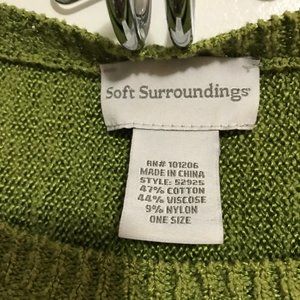 Soft Surroundings
RN# 101206
MADE IN CHINA
STYLE: 52925
47% COTTON
44% VISCOSE
9% NYLON
ONE SIZE